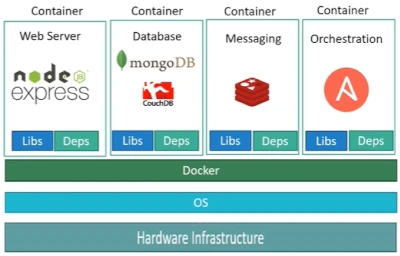 Container
Container
Container
Container
Web Server
Database
Messaging
Orchestration
node JS
express
mongoDB
CouchDB
A
Libs
Deps
Libs
Deps
Libs
Deps
Libs
Deps
Docker
OS
Hardware Infrastructure